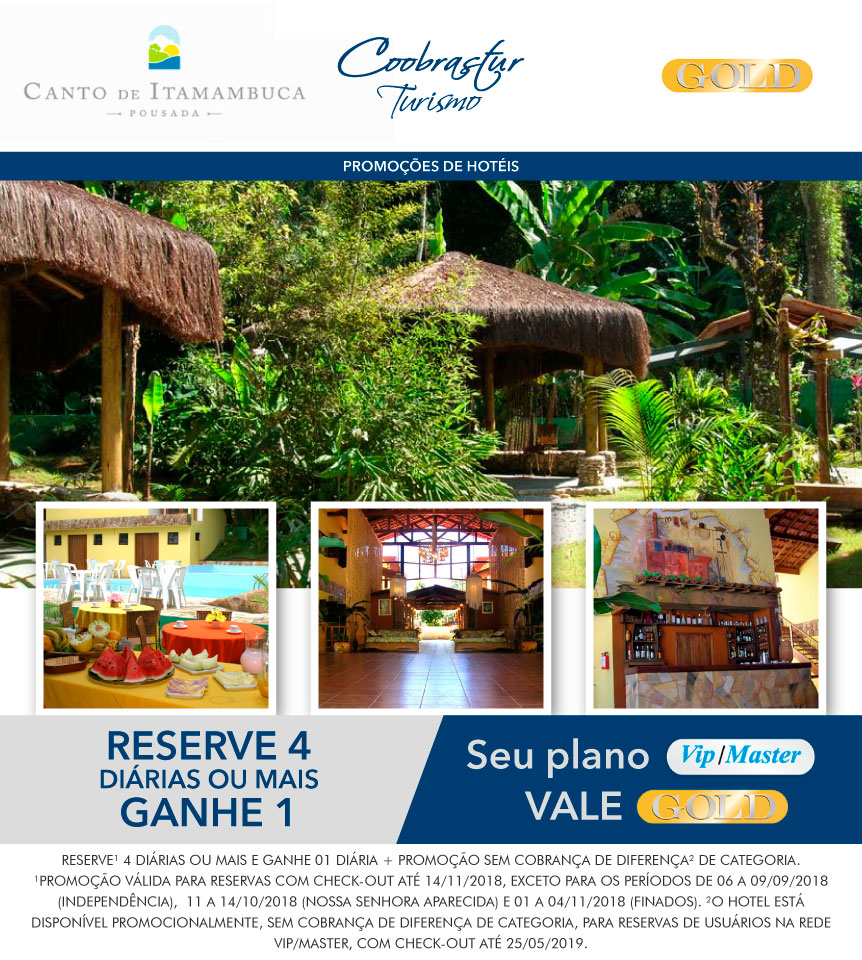 CANTO DE ITAMAMBUCA
POUSADA
Coobrastur
Turismo
GOLD
PROMOÇÕES DE HOTÉIS
RESERVE 4
DIÁRIAS OU MAIS
GANHE 1
Seu plano Vip/Master
VALE GOLD
RESERVE¹ 4 DIÁRIAS OU MAIS E GANHE 01 DIÁRIA + PROMOÇÃO SEM COBRANÇA DE DIFERENÇA² DE CATEGORIA.
¹PROMOÇÃO VÁLIDA PARA RESERVAS COM CHECK-OUT ATÉ 14/11/2018, EXCETO PARA OS PERÍODOS DE 06 A 09/09/2018
(INDEPENDÊNCIA), 11 A 14/10/2018 (NOSSA SENHORA APARECIDA) E 01 A 04/11/2018 (FINADOS). ²O HOTEL ESTÁ
DISPONÍVEL PROMOCIONALMENTE, SEM COBRANÇA DE DIFERENÇA DE CATEGORIA, PARA RESERVAS DE USUÁRIOS NA REDE
VIP/MASTER, COM CHECK-OUT ATÉ 25/05/2019.